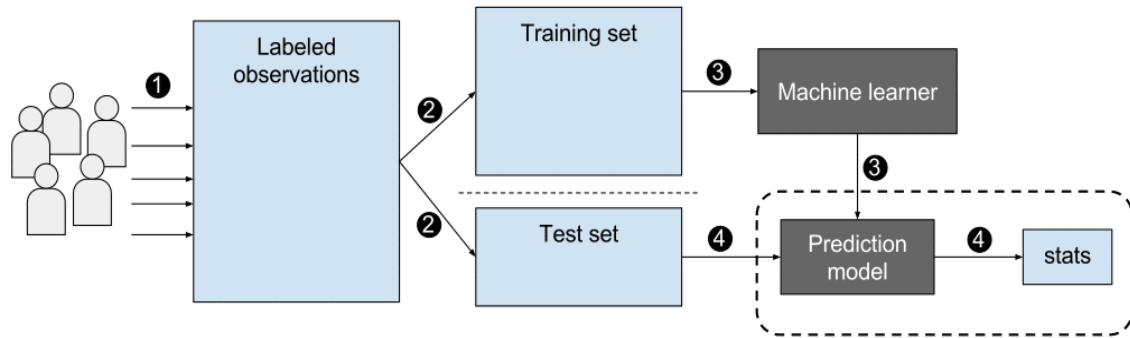 1
Labeled
observations
2
2
Training set
Test set
3
Machine learner
3
4
Prediction
model
4
stats